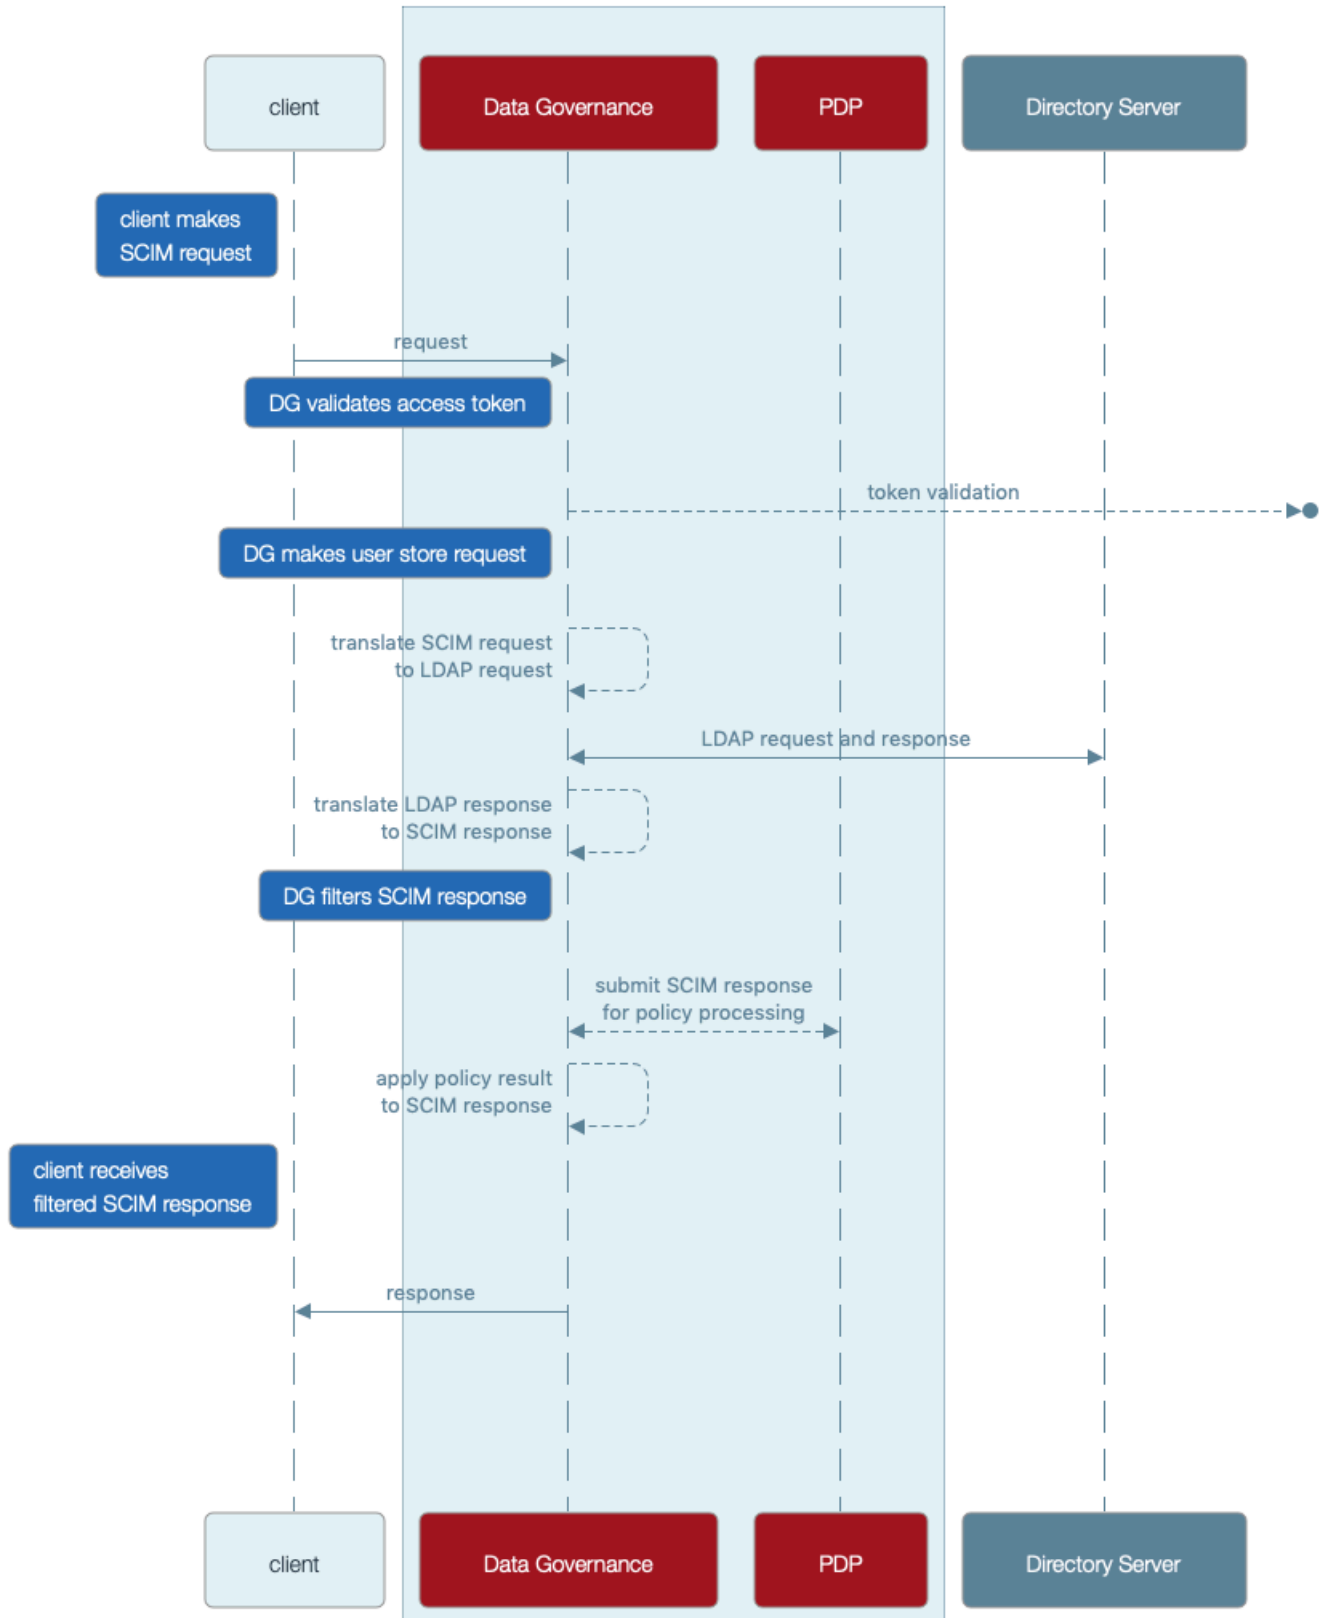 client
Data Governance
PDP
Directory Server
client makes
SCIM request
request
DG validates access token
token validation
DG makes user store request
translate SCIM request
to LDAP request
LDAP request and response
translate LDAP response
to SCIM response
DG filters SCIM response
submit SCIM response
for policy processing
apply policy result
to SCIM response
client receives
filtered SCIM response
response
client
Data Governance
PDP
Directory Server